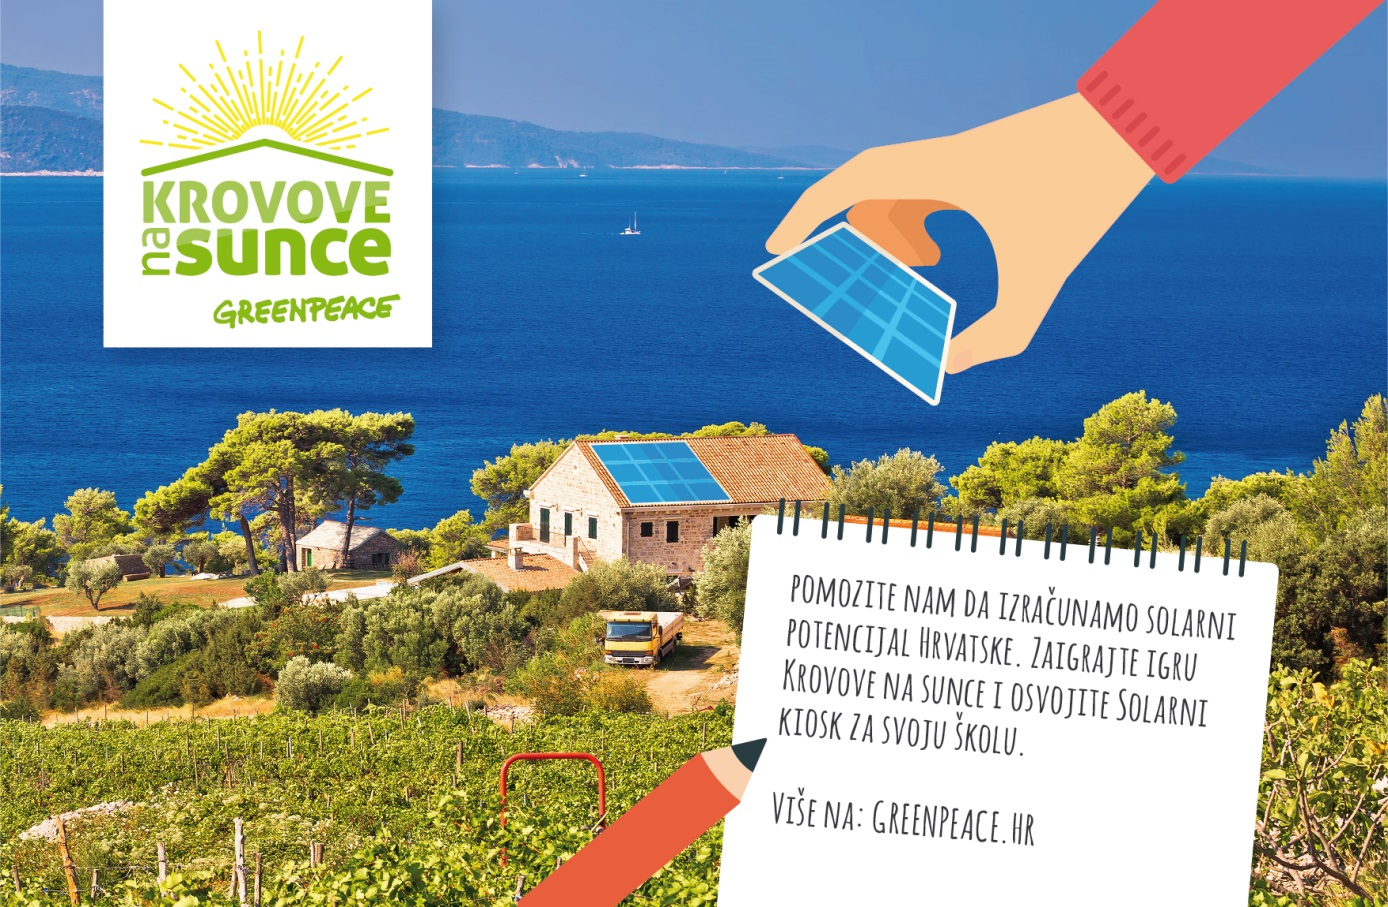 KROVOVE
na sunce
GREENPEACE
POMOZITE NAM DA IZRAČUNAMO SOLARNI
POTENCIJAL HRVATSKE. ZAIGRAJTE IGRU
KROVOVE NA SUNCE I OSVOJITE SOLARNI
KIOSK ZA SVOJU ŠKOLU.
VIŠE NA: GREENPEACE.HR